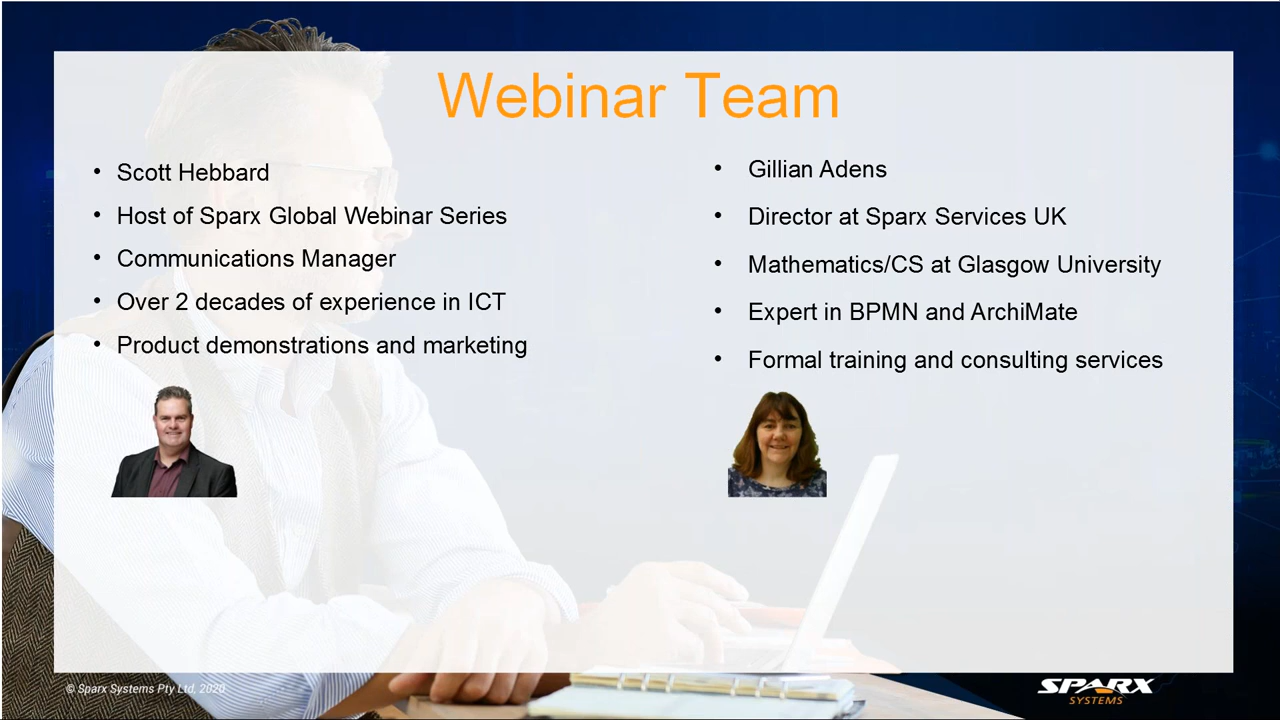 Webinar Team
• Scott Hebbard
• Host of Sparx Global Webinar Series
• Communications Manager
• Over 2 decades of experience in ICT
• Product demonstrations and marketing
• Gillian Adens
• Director at Sparx Services UK
• Mathematics/CS at Glasgow University
• Expert in BPMN and ArchiMate
• Formal training and consulting services
© Sparx Systems Pty Ltd, 2020
SPARX
SYSTEMS